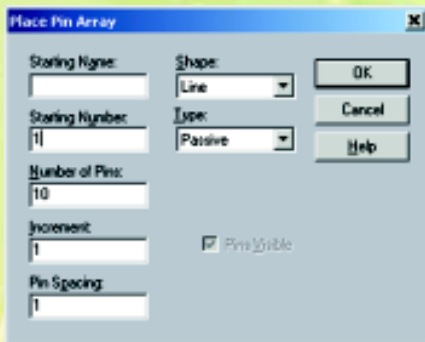 Place Pin Array
Starting Name:
Shape:
Line
OK
Starting Number:
1
Type:
Passive
Cancel
Help
Number of Pins:
10
Increment:
1
Pins Visible
Pin Spacing:
1